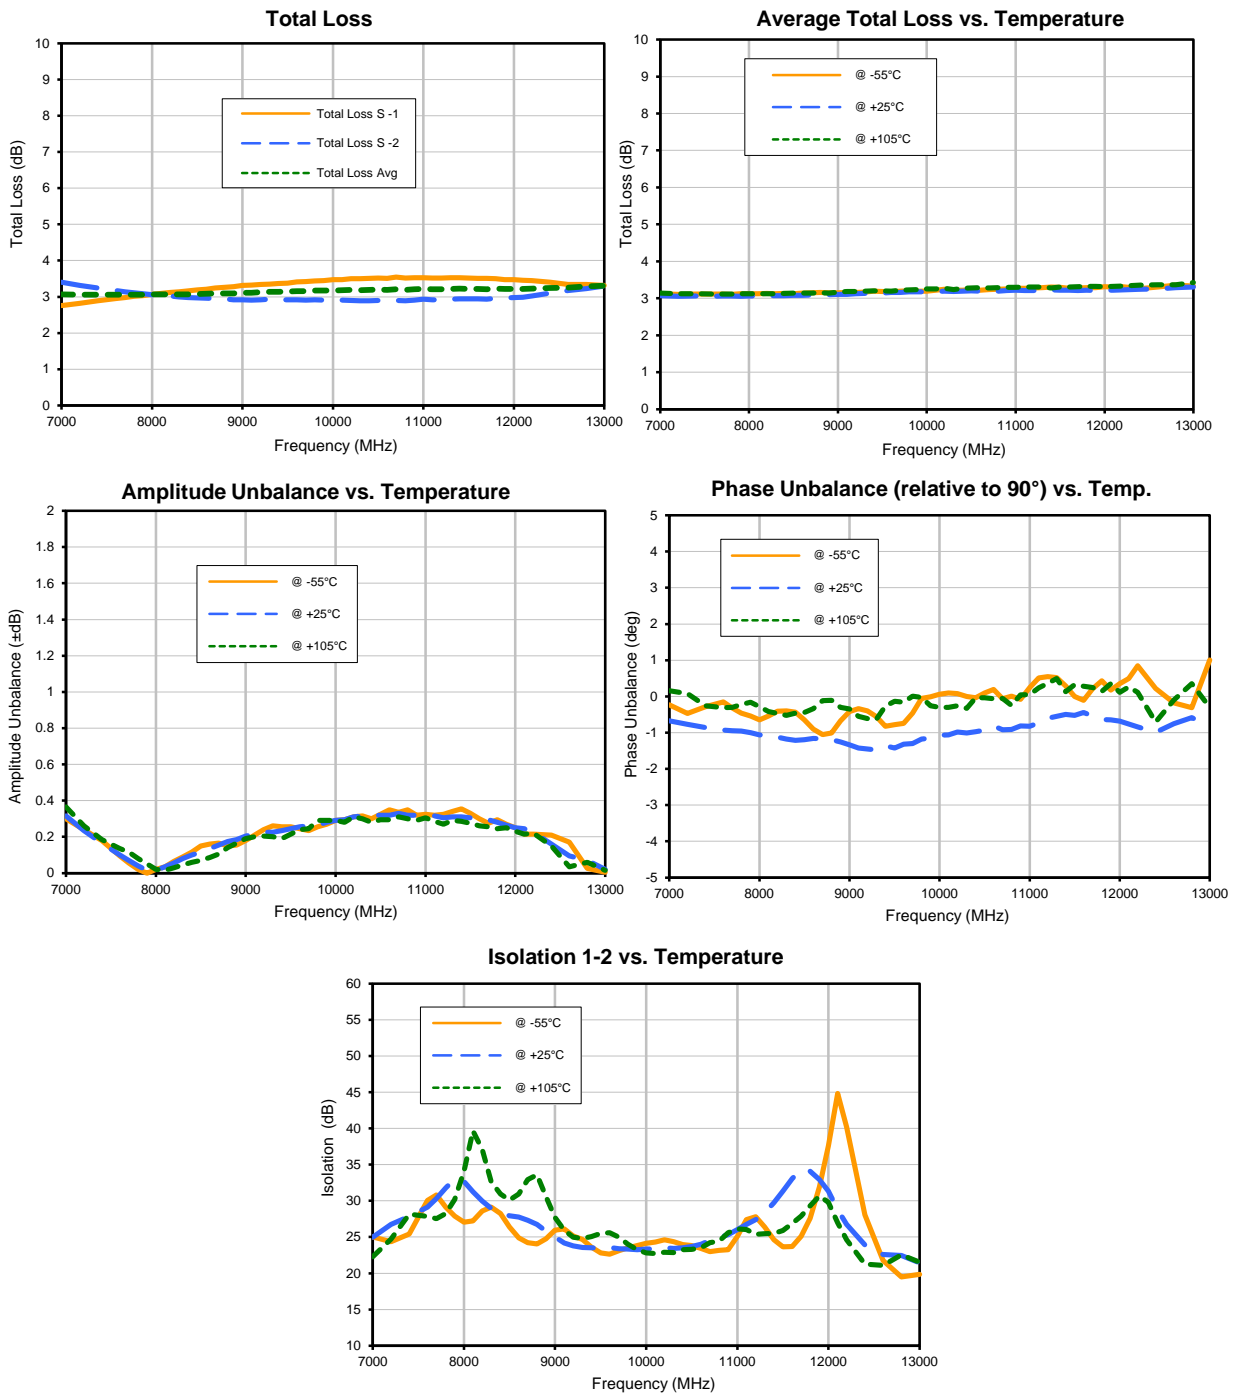 Total Loss
Total Loss (dB)
10
9
8
7
6
5
4
3
2
1
0
Total Loss S -1
Total Loss S -2
Total Loss Avg
7000 8000 9000 10000 11000 12000 13000
Frequency (MHz)
Average Total Loss vs. Temperature
Total Loss (dB)
10
9
8
7
6
5
4
3
2
1
0
@ -55°C
@ +25°C
@ +105°C
7000 8000 9000 10000 11000 12000 13000
Frequency (MHz)
Amplitude Unbalance vs. Temperature
Amplitude Unbalance (±dB)
2
1.8
1.6
1.4
1.2
1
0.8
0.6
0.4
0.2
0
@ -55°C
@ +25°C
@ +105°C
7000 8000 9000 10000 11000 12000 13000
Frequency (MHz)
Phase Unbalance (relative to 90°) vs. Temp.
Phase Unbalance (deg)
5
4
3
2
1
0
-1
-2
-3
-4
-5
@ -55°C
@ +25°C
@ +105°C
7000 8000 9000 10000 11000 12000 13000
Frequency (MHz)
Isolation 1-2 vs. Temperature
Isolation (dB)
60
55
50
45
40
35
30
25
20
15
10
@ -55°C
@ +25°C
@ +105°C
7000 8000 9000 10000 11000 12000 13000
Frequency (MHz)